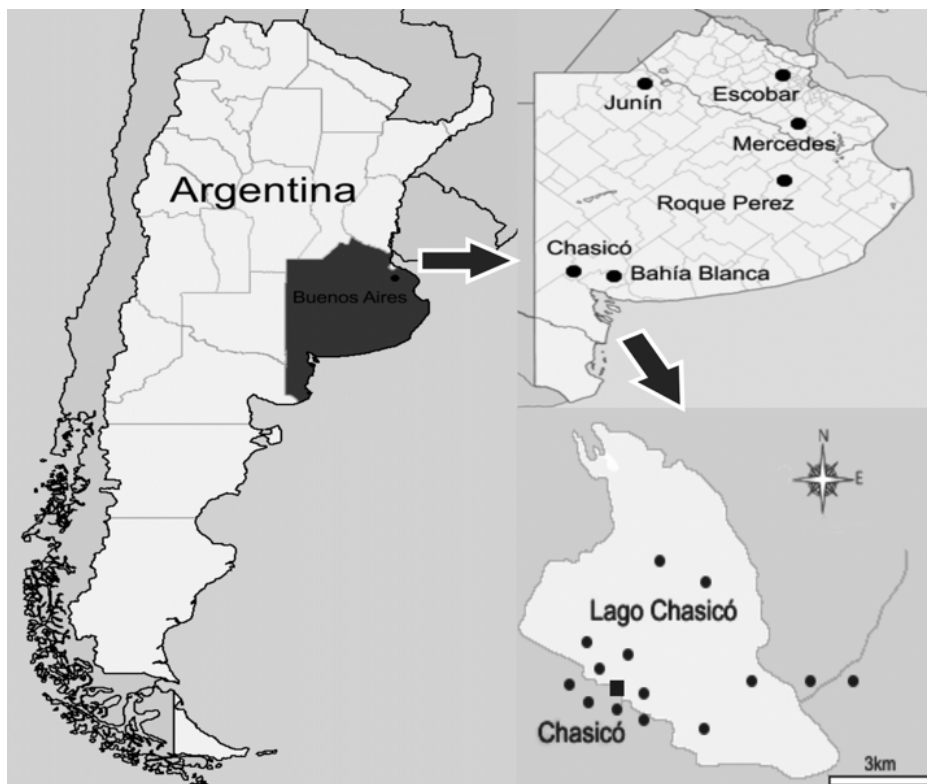 Argentina
Buenos Aires
Junín
Escobar
Mercedes
Roque Perez
Chasicó
Bahía Blanca
N
E
Lago Chasicó
Chasicó
3km